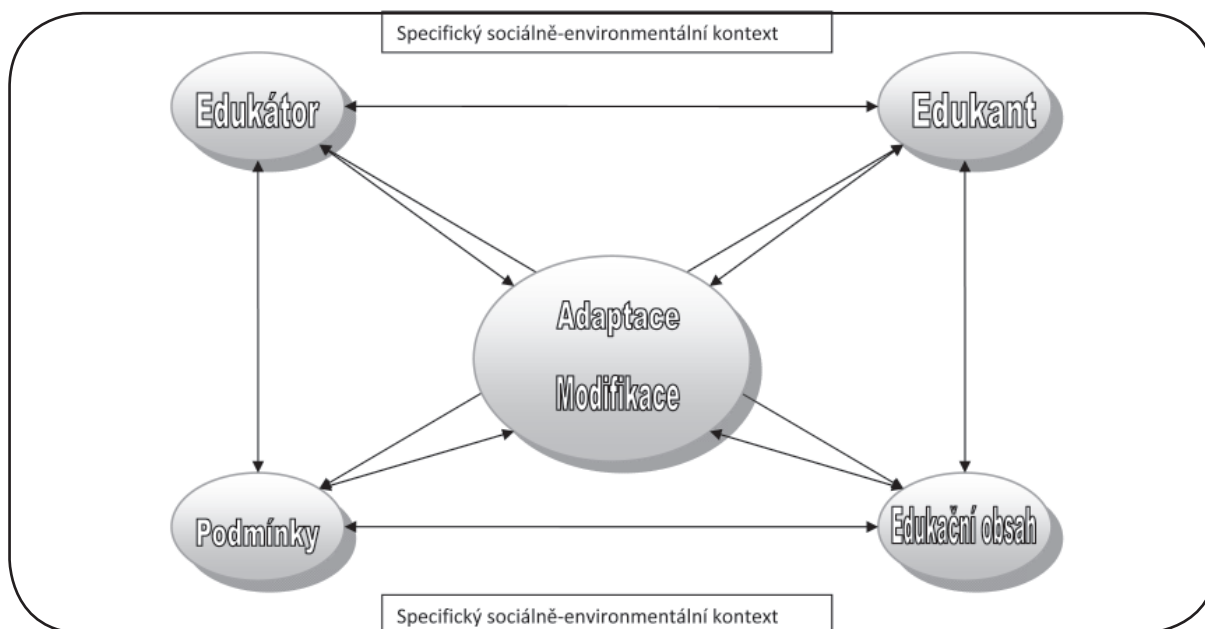 Specifický sociálně-environmentální kontext
Edukátor
Edukant
Adaptace
Modifikace
Podmínky
Edukační obsah
Specifický sociálně-environmentální kontext